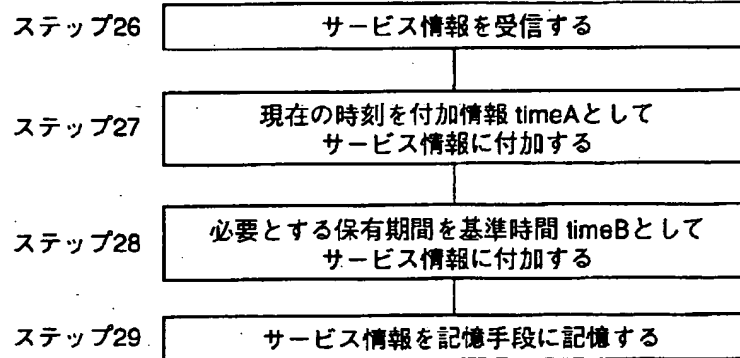 ステップ26
サービス情報を受信する
ステップ27
現在の時刻を付加情報 timeAとして
サービス情報に付加する
ステップ28
必要とする保有期間を基準時間 timeBとして
サービス情報に付加する
ステップ29
サービス情報を記憶手段に記憶する